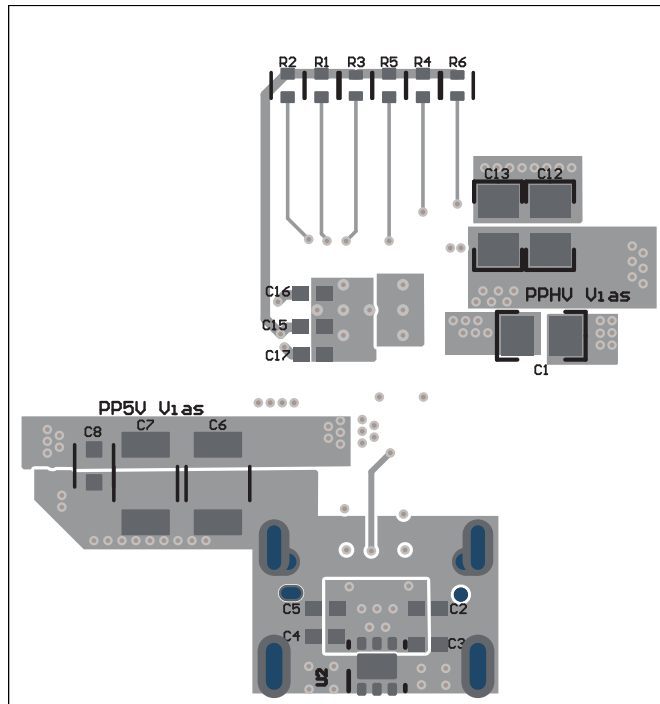 R2 R1 R3 R5 R4 R6
C13 C12
C16
PPHV Vias
C15
C17
C1
PP5V Vias
C8 C7 C6
C5 C2
C4 C3
U2